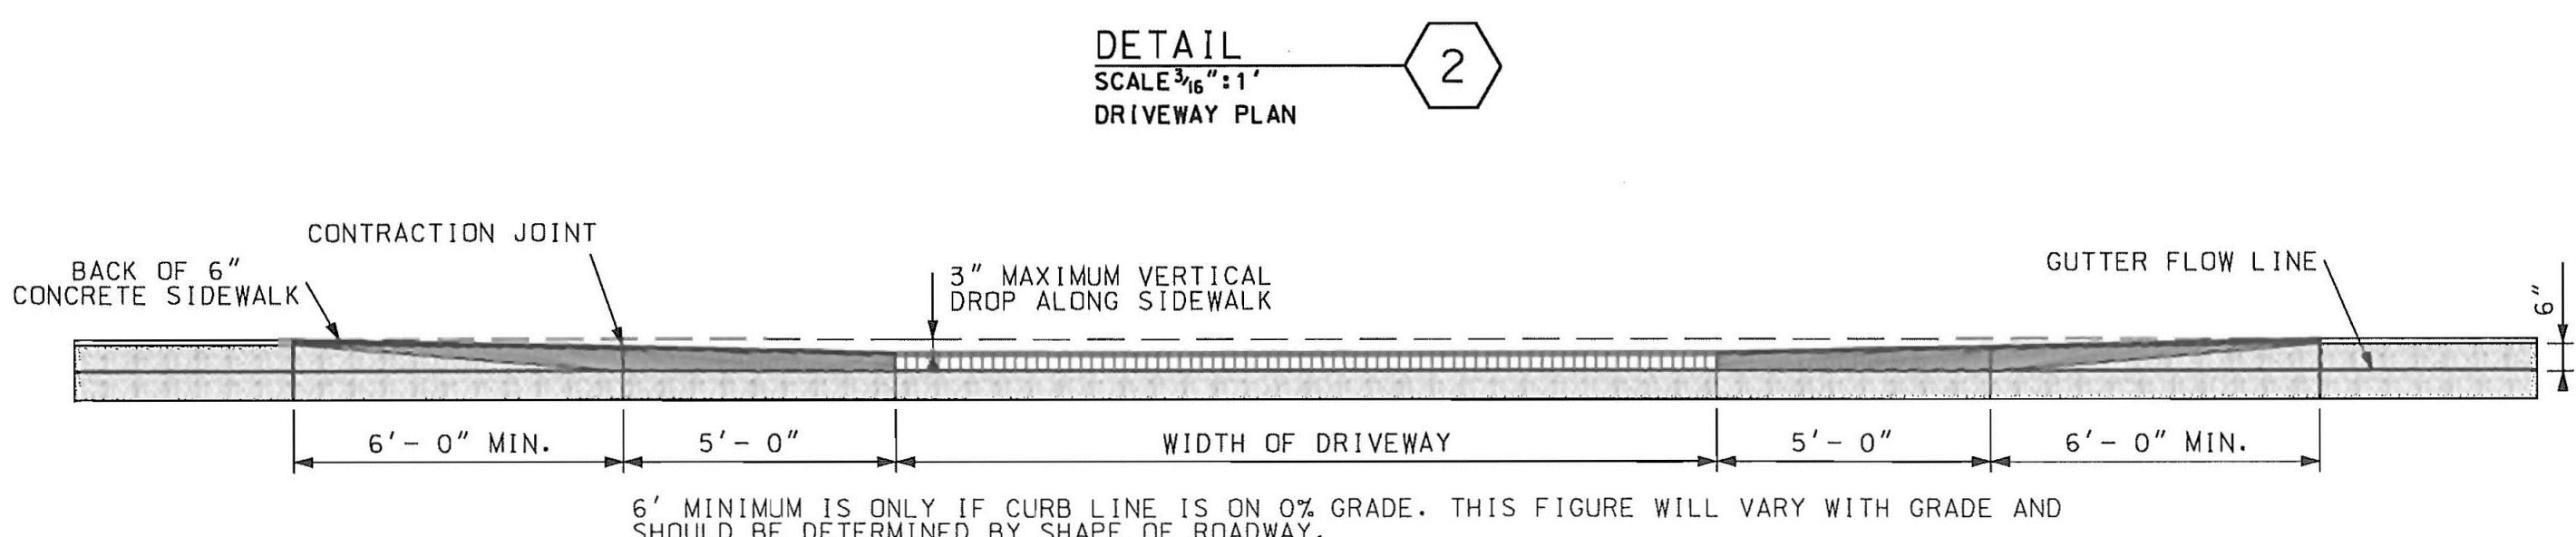 DETAIL
2
SCALE 3/16":1'
DRIVEWAY PLAN
CONTRACTION JOINT
BACK OF 6"
CONCRETE SIDEWALK
3" MAXIMUM VERTICAL
DROP ALONG SIDEWALK
GUTTER FLOW LINE
6"
6'-0" MIN.
5'-0"
WIDTH OF DRIVEWAY
5'-0"
6'-0" MIN.
6' MINIMUM IS ONLY IF CURB LINE IS ON 0% GRADE. THIS FIGURE WILL VARY WITH GRADE AND
SHOULD BE DETERMINED BY SHAPE OF ROADWAY.